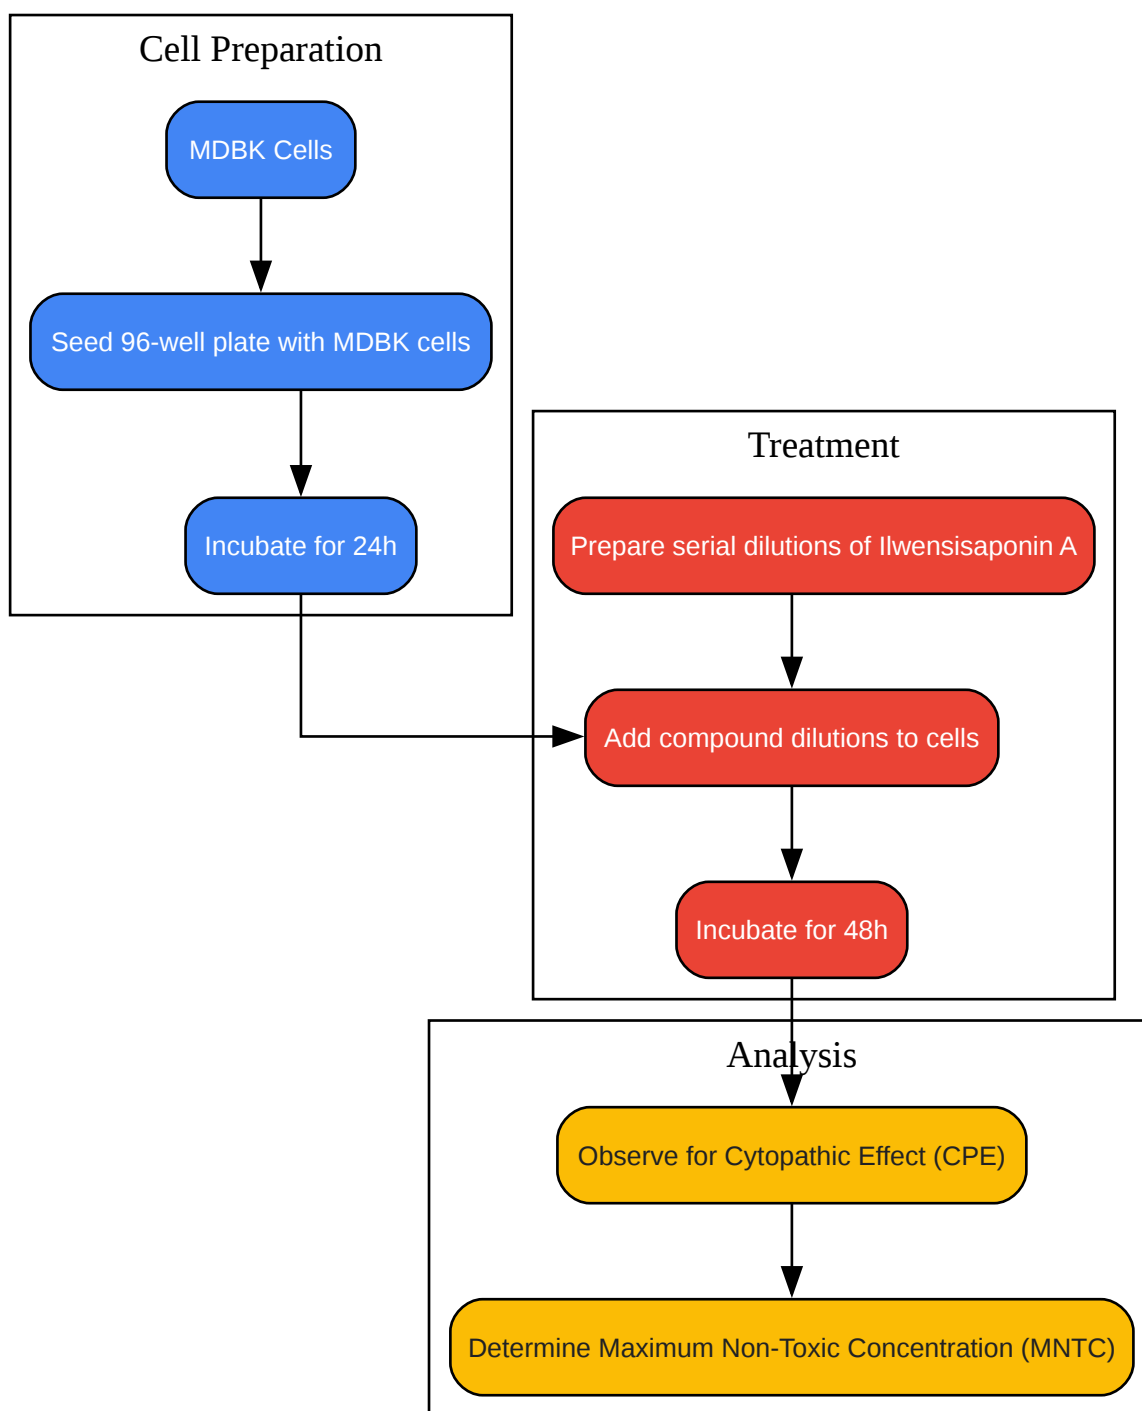 Cell Preparation
MDBK Cells
Seed 96-well plate with MDBK cells
Incubate for 24h
Treatment
Prepare serial dilutions of Ilwensisaponin A
Add compound dilutions to cells
Incubate for 48h
Analysis
Observe for Cytopathic Effect (CPE)
Determine Maximum Non-Toxic Concentration (MNTC)